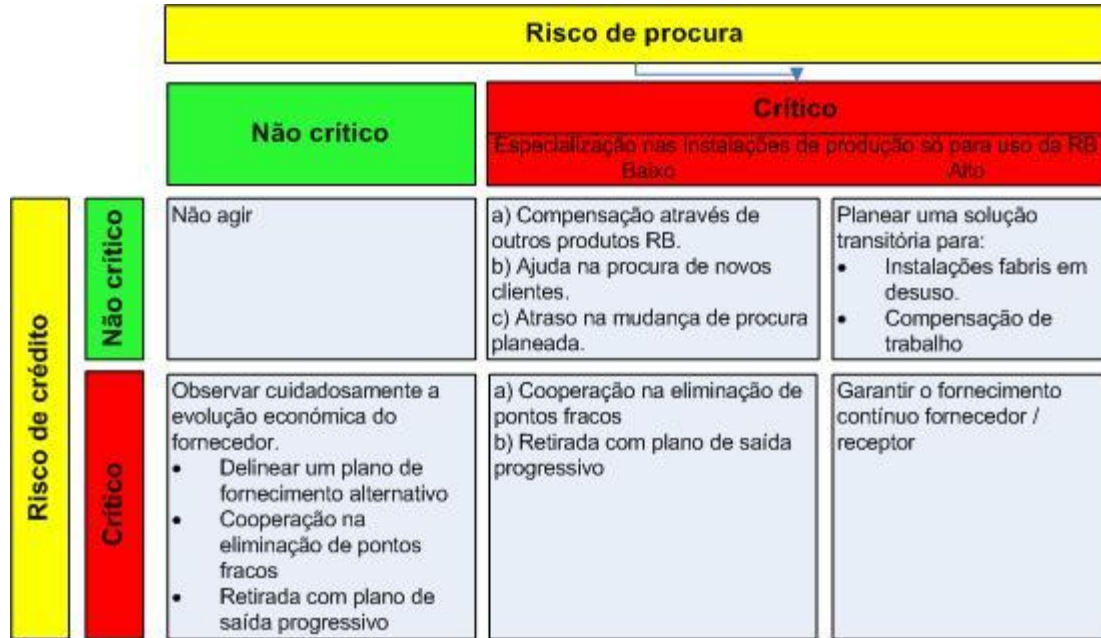 Risco de procura
Não crítico
Crítico
Especialização nas instalações de produção só para uso da RB
Baixo Alto
Risco de crédito
Não crítico
Não agir
a) Compensação através de
outros produtos RB.
b) Ajuda na procura de novos
clientes.
c) Atraso na mudança de procura
planeada.
Planear uma solução
transitória para:
• Instalações fabris em
desuso.
• Compensação de
trabalho
Crítico
Observar cuidadosamente a
evolução económica do
fornecedor.
• Delinear um plano de
fornecimento alternativo
• Cooperação na
eliminação de pontos
fracos
• Retirada com plano de
saída progressivo
a) Cooperação na eliminação de
pontos fracos
b) Retirada com plano de saída
progressivo
Garantir o fornecimento
contínuo fornecedor /
receptor